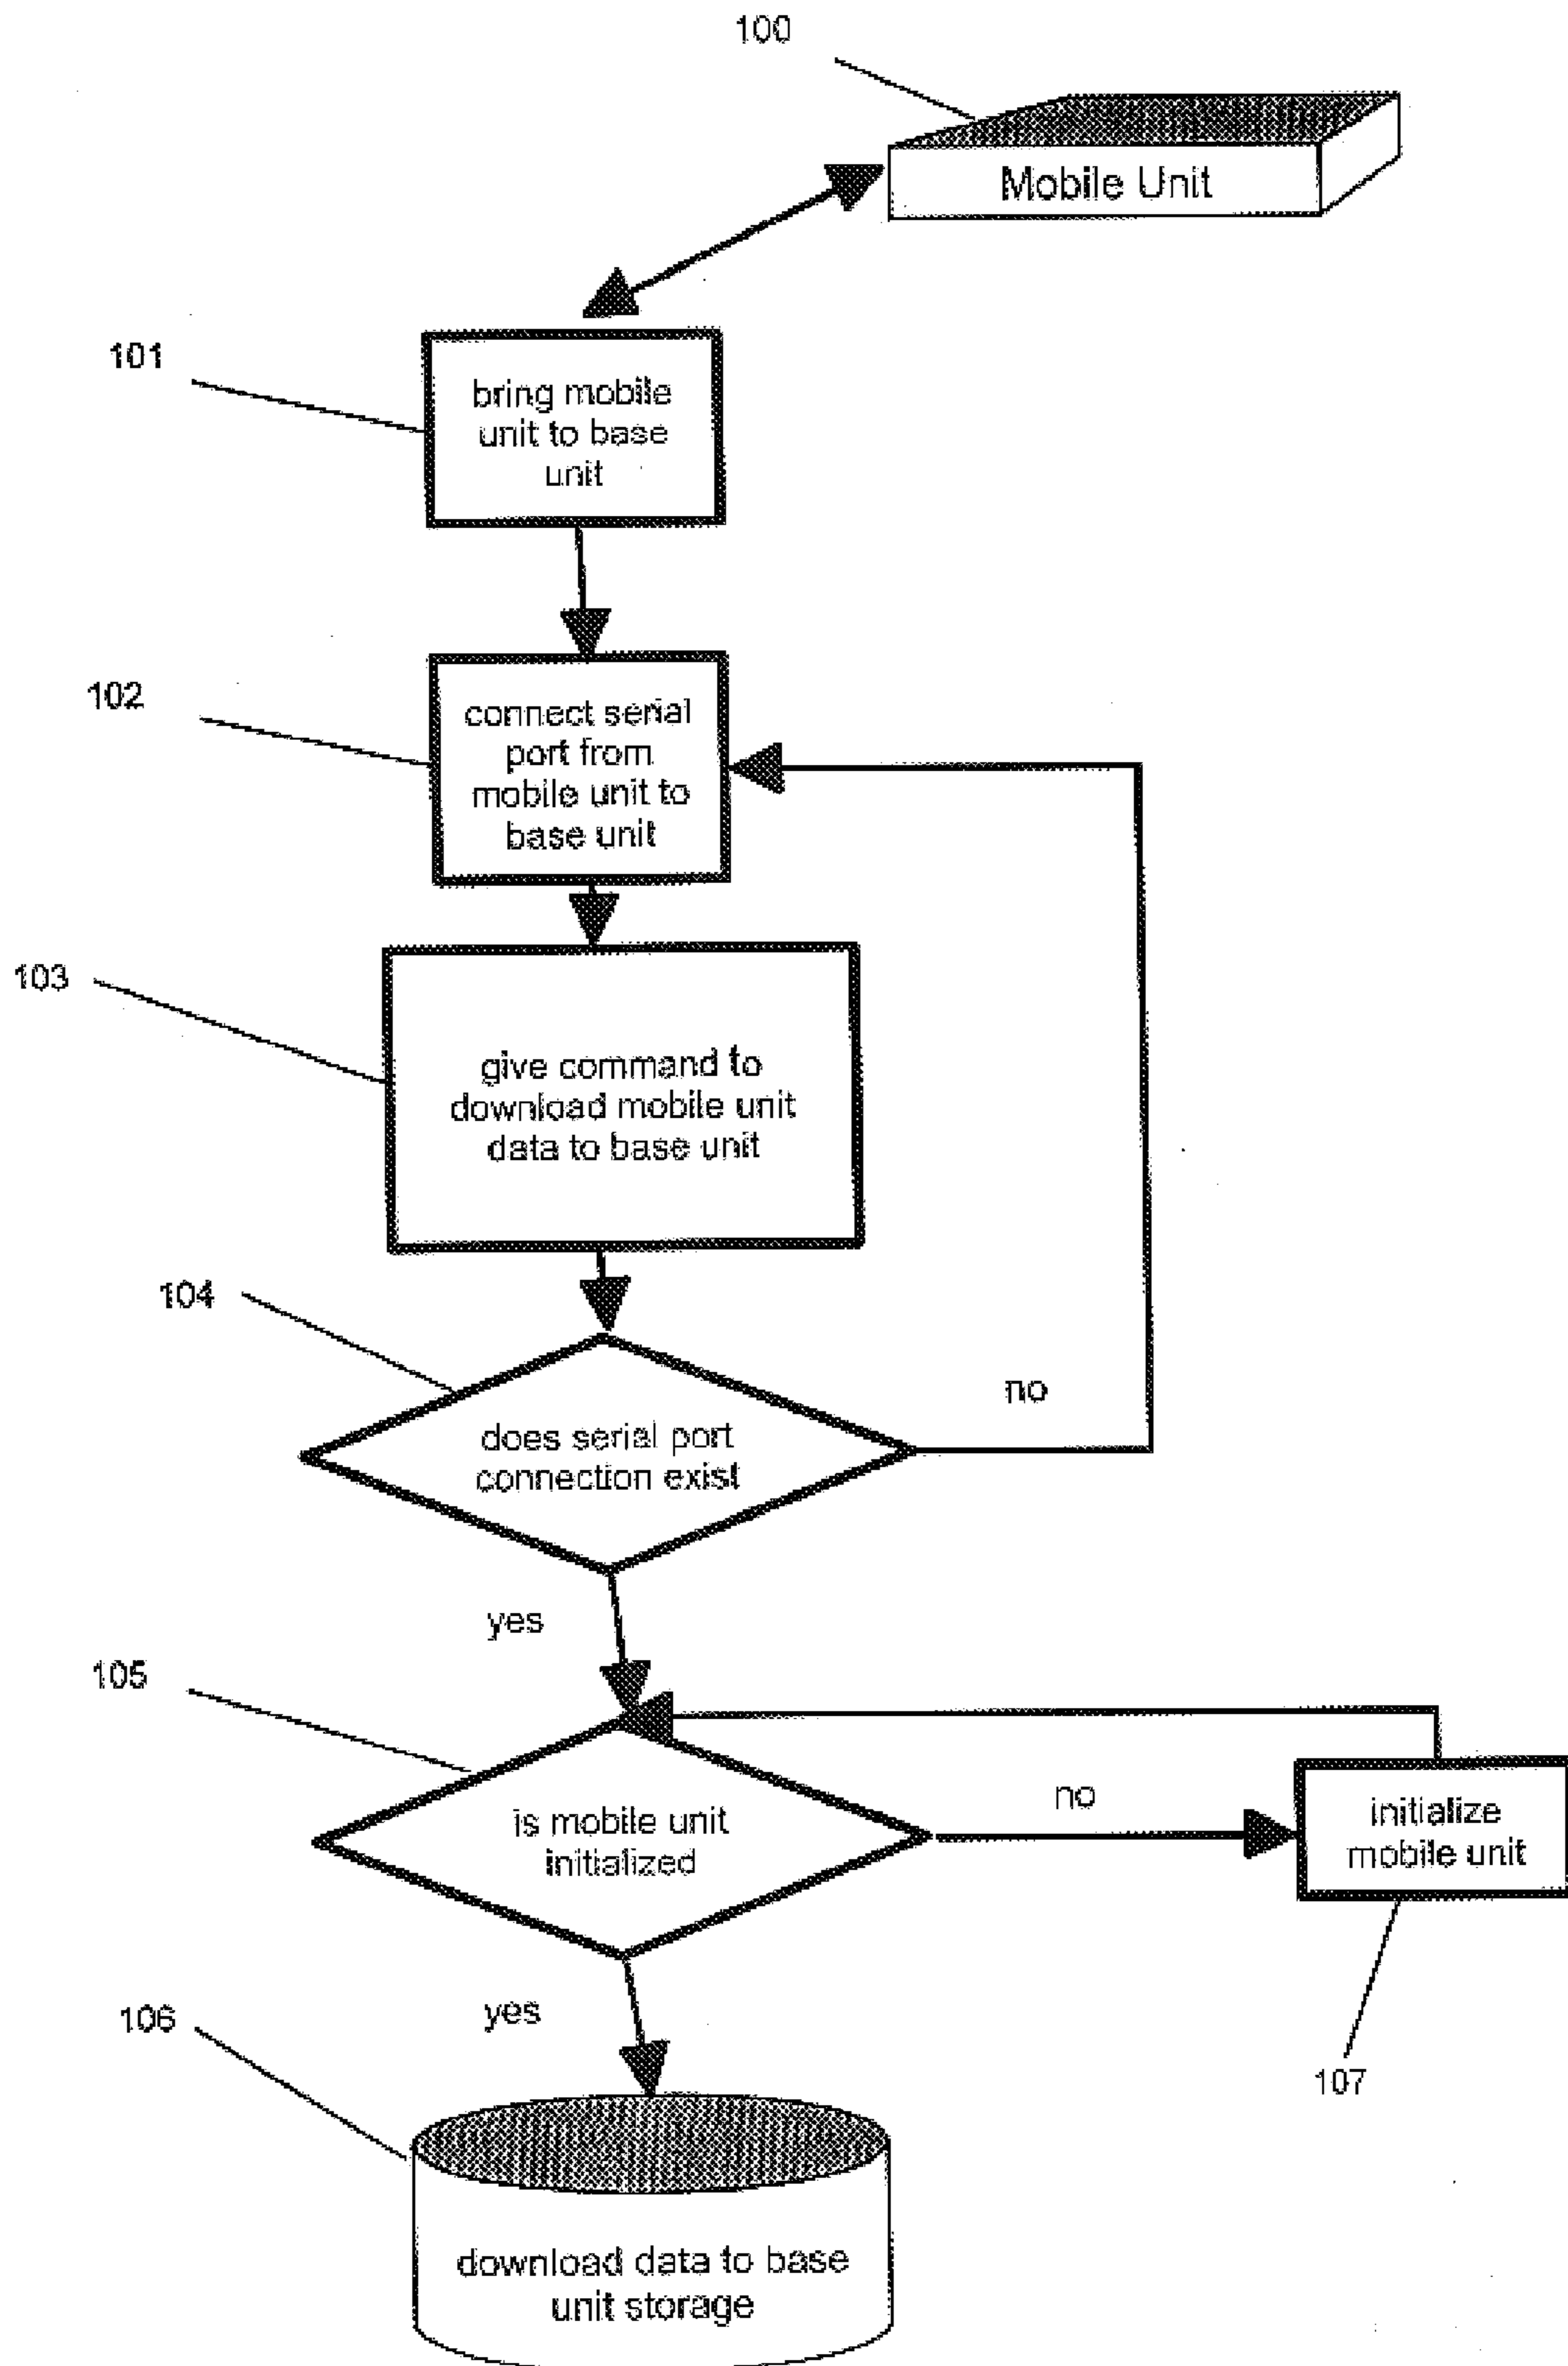 100
Mobile Unit
101
bring mobile
unit to base
unit
102
connect serial
port from
mobile unit to
base unit
103
give command to
download mobile unit
data to base unit
104
does serial port
connection exist
no
yes
105
is mobile unit
initialized
no
initialize
mobile unit
107
yes
106
download data to base
unit storage